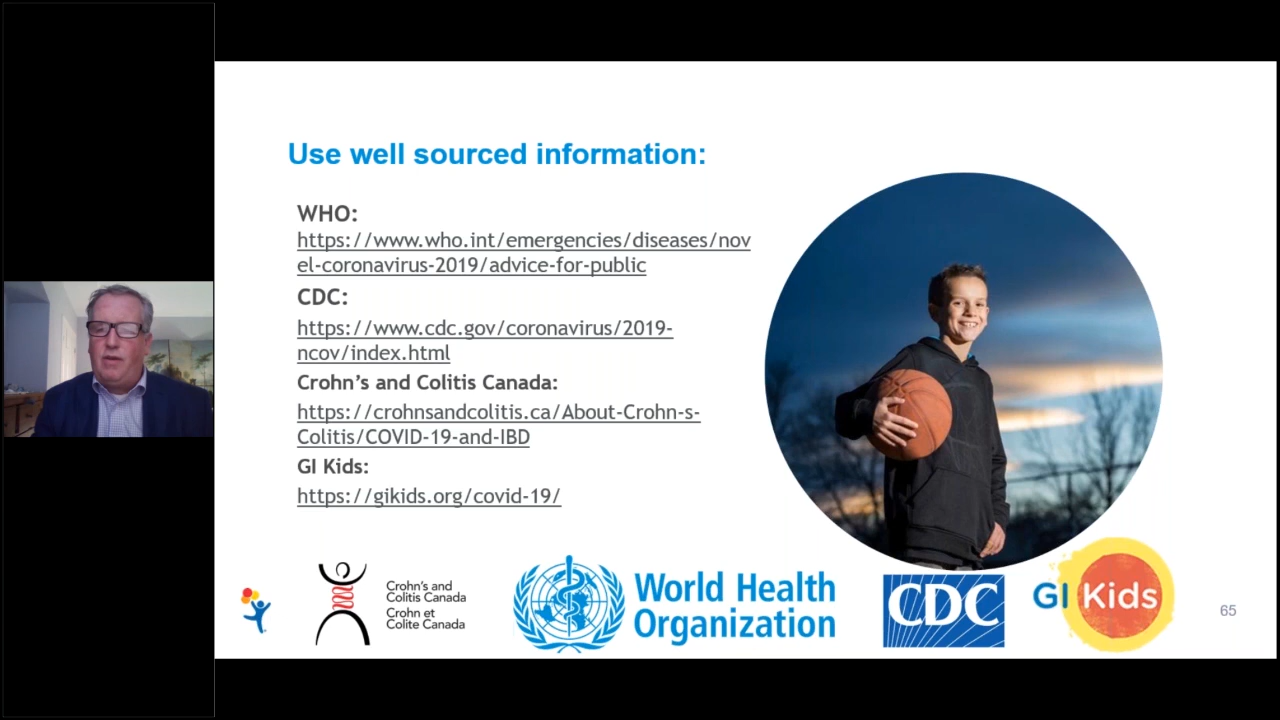 Use well sourced information:
WHO:
https://www.who.int/emergencies/diseases/nov
el-coronavirus-2019/advice-for-public
CDC:
https://www.cdc.gov/coronavirus/2019-
ncov/index.html
Crohn's and Colitis Canada:
https://crohnsandcolitis.ca/About-Crohn-s-
Colitis/COVID-19-and-IBD
GI Kids:
https://gikids.org/covid-19/
Crohn's and
Colitis Canada
Crohn et
Colite Canada
World Health
Organization
CDC
GI Kids
65